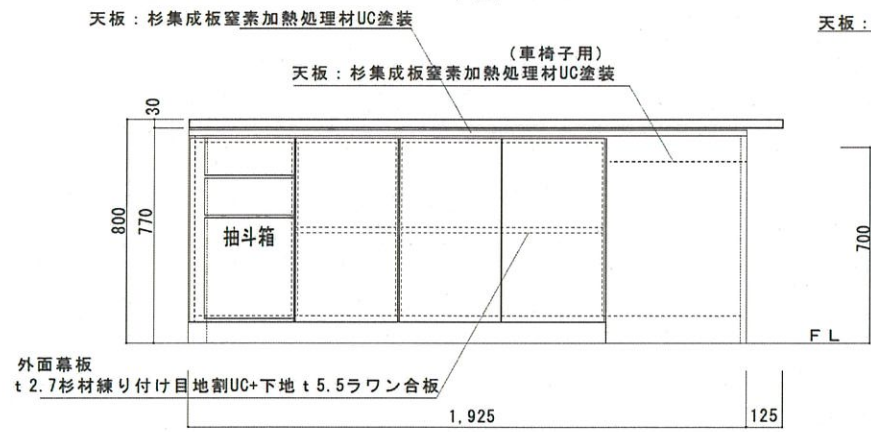 天板：杉集成板窒素加熱処理材UC塗装
天板：
(車椅子用)
天板：杉集成板窒素加熱処理材UC塗装
30
800
770
抽斗箱
700
FL
外面幕板
t2.7杉材練り付け目地割UC+下地t5.5ラワン合板
1,925
125